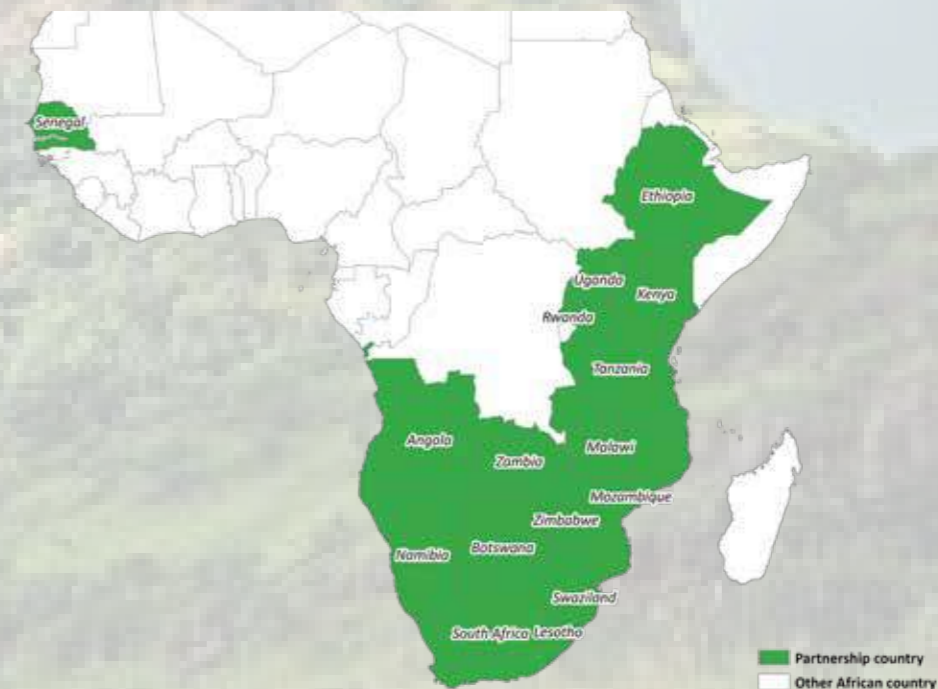 Senegal
Ethiopia
Uganda
Kenya
Rwanda
Tanzania
Angola
Malawi
Zambia
Mozambique
Zimbabwe
Botswana
Namibia
Swaziland
South Africa Lesotho
Partnership country
Other African country